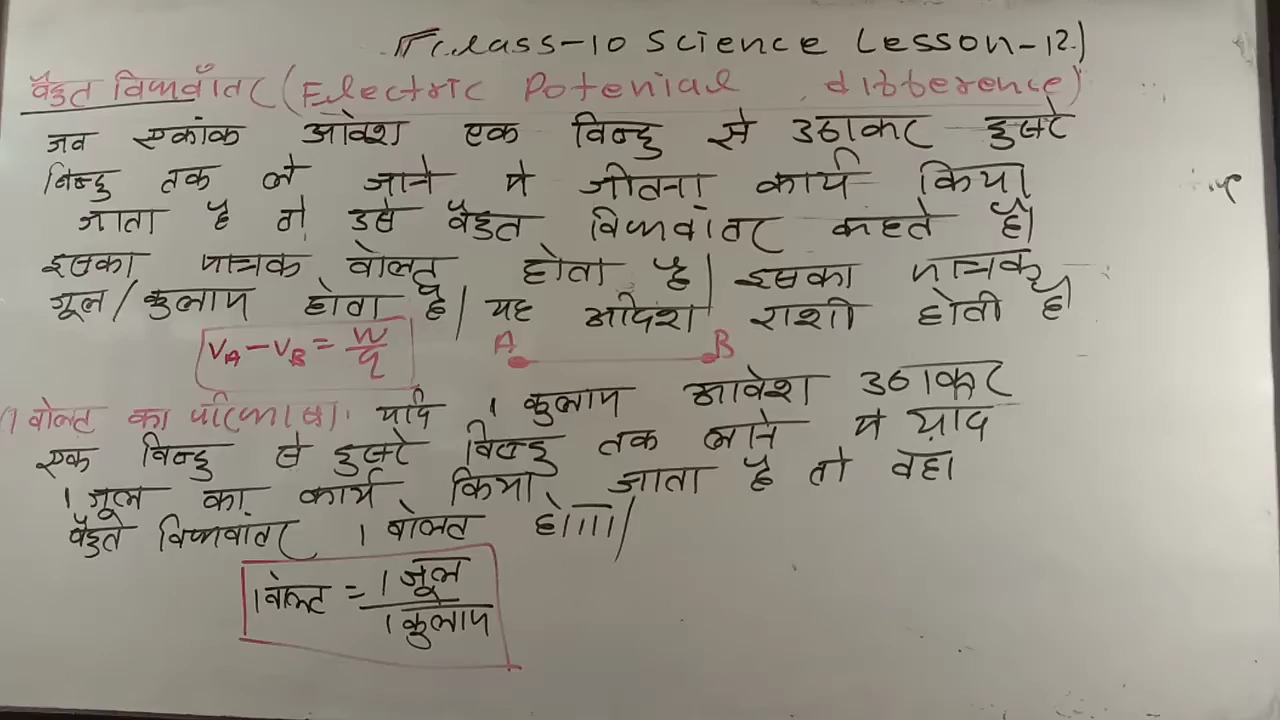 Class-10 Science Lesson-12)
वैद्युत विभवांतर (Electric Potenial difference)
जव एकांक आवेश एक विन्दु से उठाकर दुसरे
विन्दु तक ले जाने मे जीतना कार्य किया
जाता है तो उसे वैद्युत विभवांतर कहते है।
इसका मात्रक वोल्ट होता है| इसका मात्रक
जूल/कुलाम होता है| यह अदिश राशी होती है
VA-VB = W/q A B
1 वोल्ट का परिभाषा: यदि 1 कुलाम आवेश उठाकर
एक विन्दु से दुसरे विन्दु तक लाने मे याद
1 जूल का कार्य किया जाता है तो वहा
वैद्युत विभवांतर 1 वोल्ट होगा|
1 वोल्ट = 1 जूल
1 कुलाम